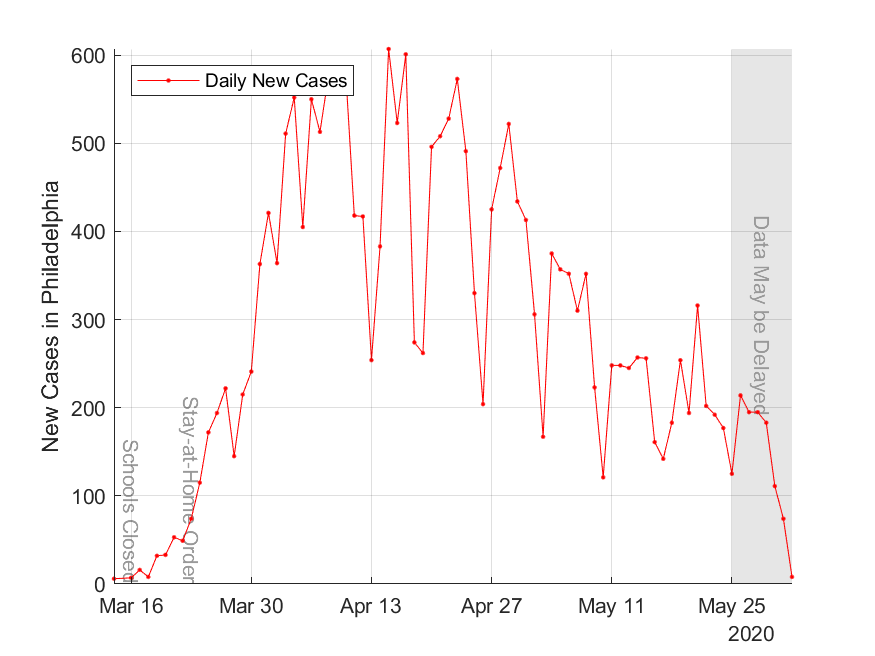 600
500
400
300
200
100
0
New Cases in Philadelphia
Daily New Cases
Schools Closed
Stay-at-Home Order
Data May be Delayed
Mar 16
Mar 30
Apr 13
Apr 27
May 11
May 25
2020